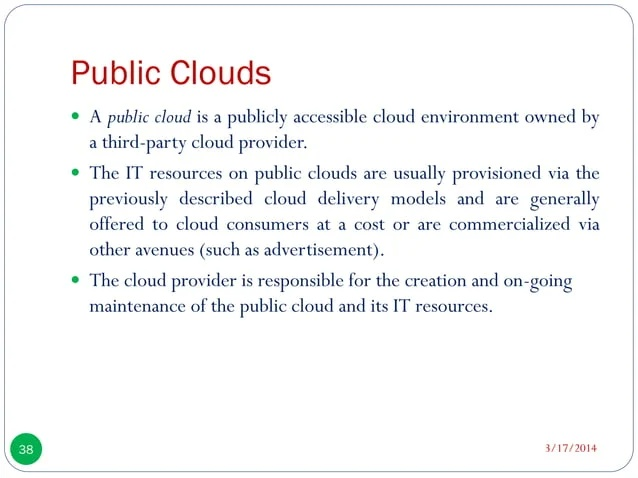 Public Clouds
• A public cloud is a publicly accessible cloud environment owned by
a third-party cloud provider.
• The IT resources on public clouds are usually provisioned via the
previously described cloud delivery models and are generally
offered to cloud consumers at a cost or are commercialized via
other avenues (such as advertisement).
• The cloud provider is responsible for the creation and on-going
maintenance of the public cloud and its IT resources.
38
3/17/2014